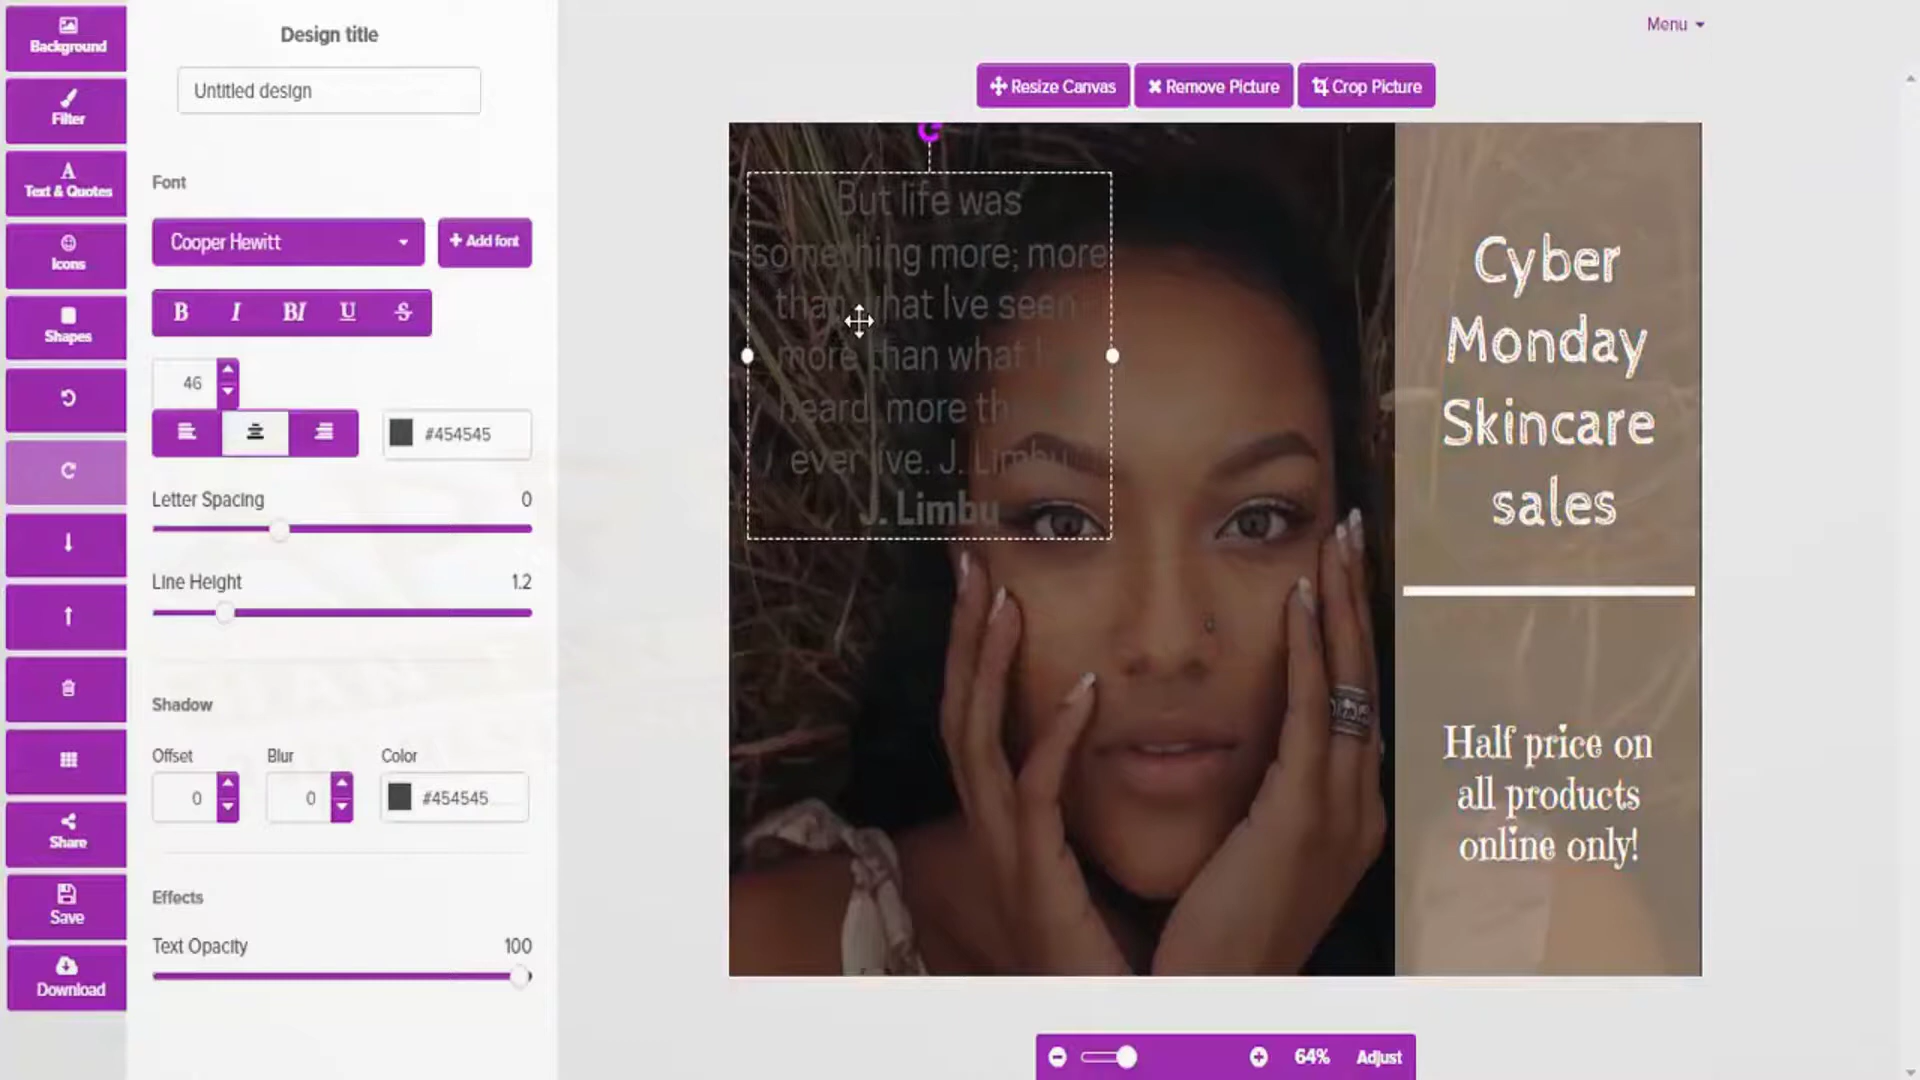 Menu
Background
Filter
Text & Quotes
Icons
Shapes
Share
Save
Download
Design title
Untitled design
Font
Cooper Hewitt
+ Add font
B I BI U S
46
#454545
Letter Spacing 0
Line Height 1.2
Shadow
Offset Blur Color
0 0 #454545
Effects
Text Opacity 100
Resize Canvas Remove Picture Crop Picture
But life was
something more; more
than what Ive seen
more than what I
heard, more th
ever live. J. Limbu
J. Limbu
Cyber
Monday
Skincare
sales
Half price on
all products
online only!
64% Adjust